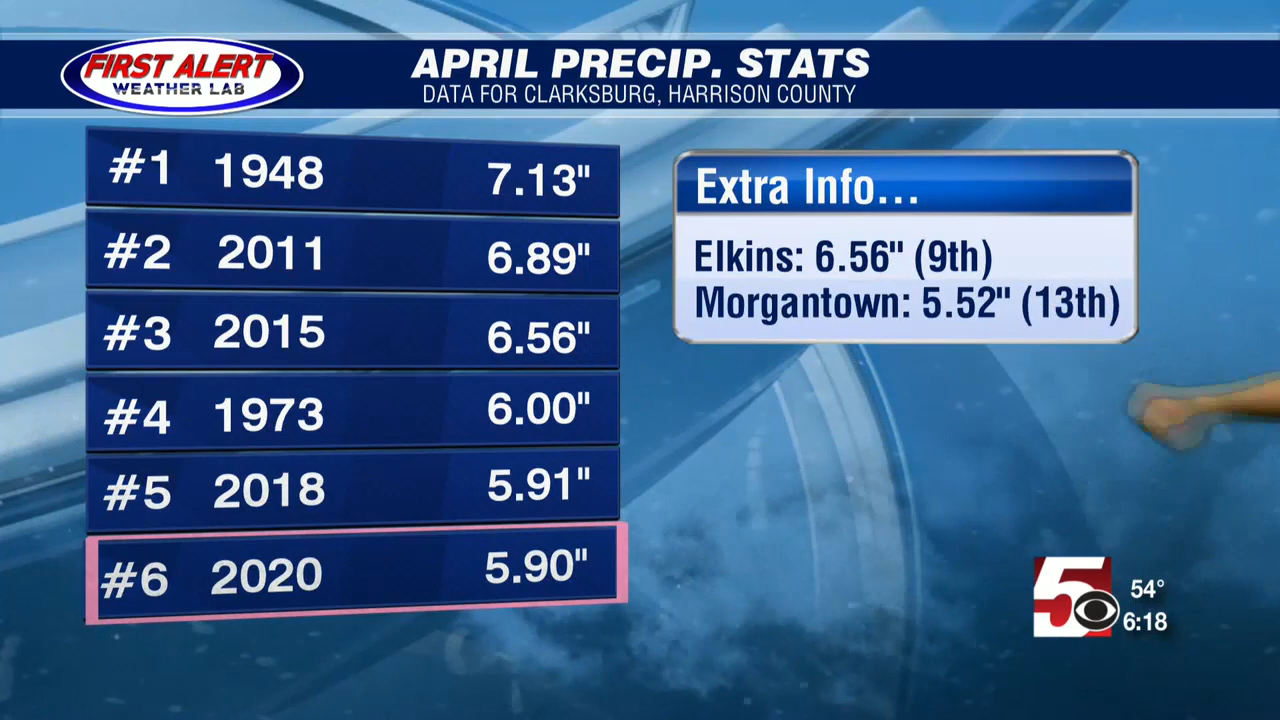 FIRST ALERT
WEATHER LAB
APRIL PRECIP. STATS
DATA FOR CLARKSBURG, HARRISON COUNTY
#1 1948 7.13"
#2 2011 6.89"
#3 2015 6.56"
#4 1973 6.00"
#5 2018 5.91"
#6 2020 5.90"
Extra Info...
Elkins: 6.56" (9th)
Morgantown: 5.52" (13th)
5
54°
6:18